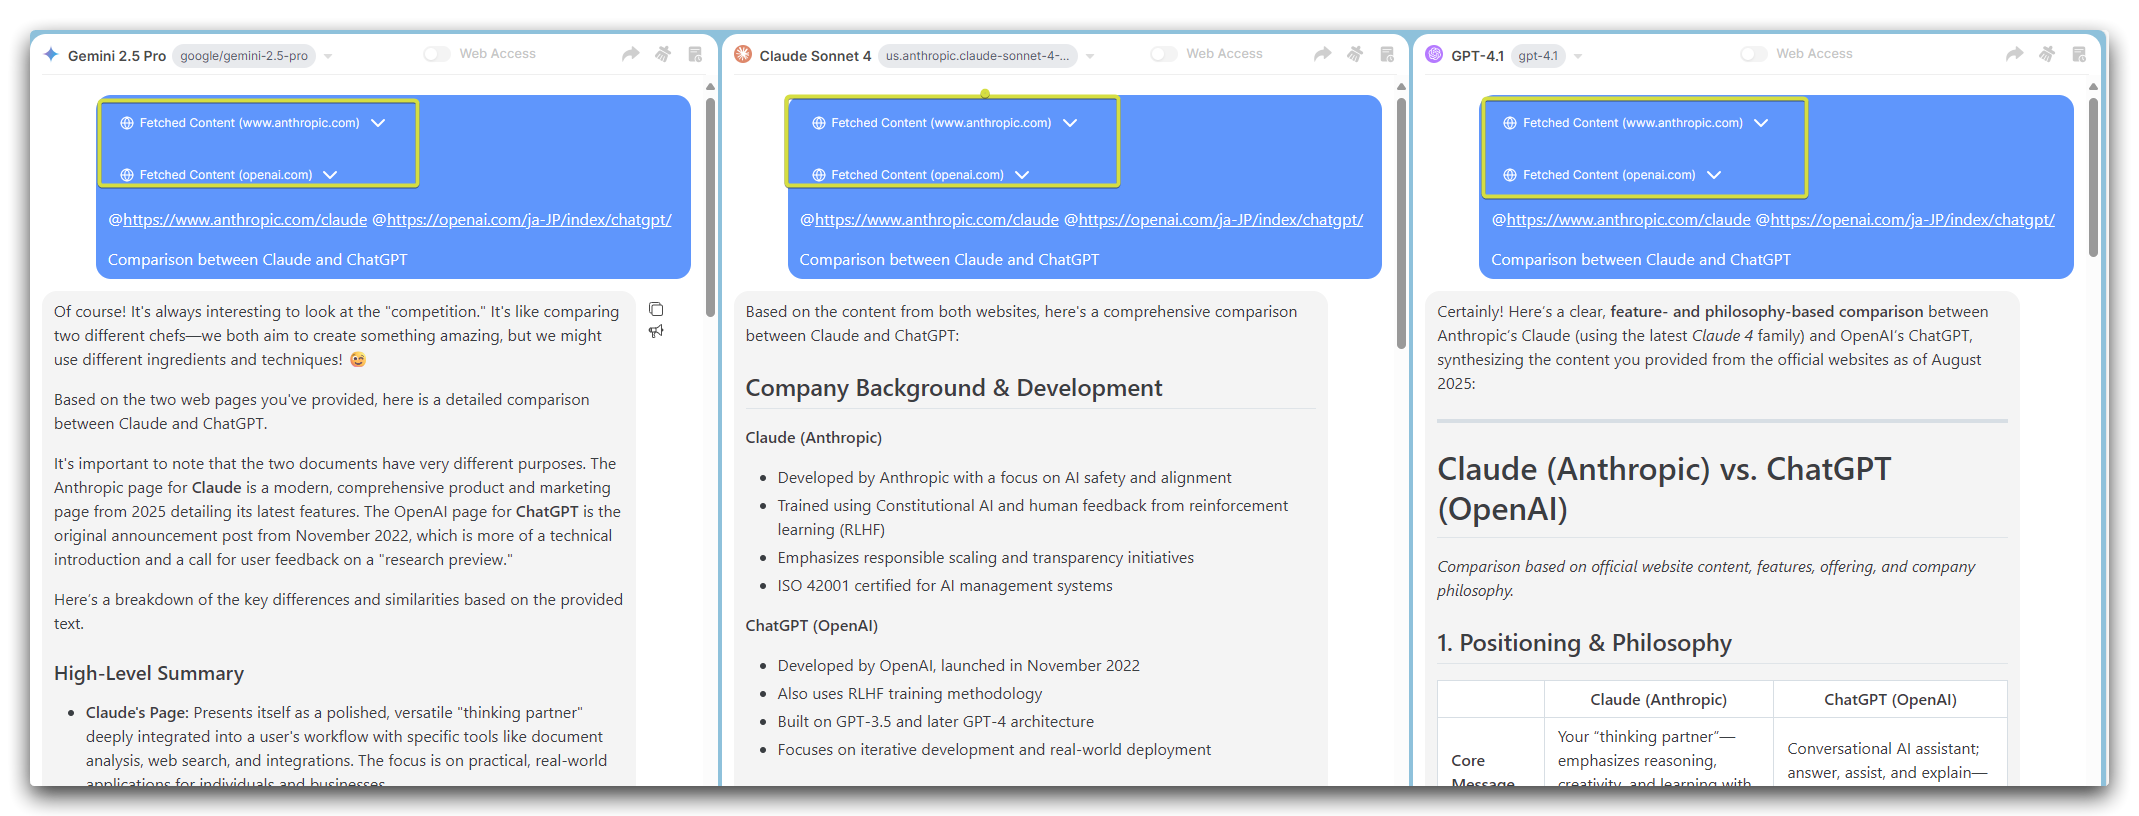 Gemini 2.5 Pro google/gemini-2.5-pro Web Access
Fetched Content (www.anthropic.com)
Fetched Content (openai.com)
@https://www.anthropic.com/claude @https://openai.com/ja-JP/index/chatgpt/
Comparison between Claude and ChatGPT
Of course! It's always interesting to look at the "competition." It's like comparing
two different chefs—we both aim to create something amazing, but we might
use different ingredients and techniques! 😉
Based on the two web pages you've provided, here is a detailed comparison
between Claude and ChatGPT.
It's important to note that the two documents have very different purposes. The
Anthropic page for Claude is a modern, comprehensive product and marketing
page from 2025 detailing its latest features. The OpenAI page for ChatGPT is the
original announcement post from November 2022, which is more of a technical
introduction and a call for user feedback on a "research preview."
Here's a breakdown of the key differences and similarities based on the provided
text.
High-Level Summary
• Claude's Page: Presents itself as a polished, versatile "thinking partner"
deeply integrated into a user's workflow with specific tools like document
analysis, web search, and integrations. The focus is on practical, real-world
applications for individuals and businesses.
Claude Sonnet 4 us.anthropic.claude-sonnet-4-... Web Access
Fetched Content (www.anthropic.com)
Fetched Content (openai.com)
@https://www.anthropic.com/claude @https://openai.com/ja-JP/index/chatgpt/
Comparison between Claude and ChatGPT
Based on the content from both websites, here's a comprehensive comparison
between Claude and ChatGPT:
Company Background & Development
Claude (Anthropic)
• Developed by Anthropic with a focus on AI safety and alignment
• Trained using Constitutional AI and human feedback from reinforcement
learning (RLHF)
• Emphasizes responsible scaling and transparency initiatives
• ISO 42001 certified for AI management systems
ChatGPT (OpenAI)
• Developed by OpenAI, launched in November 2022
• Also uses RLHF training methodology
• Built on GPT-3.5 and later GPT-4 architecture
• Focuses on iterative development and real-world deployment
GPT-4.1 gpt-4.1 Web Access
Fetched Content (www.anthropic.com)
Fetched Content (openai.com)
@https://www.anthropic.com/claude @https://openai.com/ja-JP/index/chatgpt/
Comparison between Claude and ChatGPT
Certainly! Here's a clear, feature- and philosophy-based comparison between
Anthropic's Claude (using the latest Claude 4 family) and OpenAI's ChatGPT,
synthesizing the content you provided from the official websites as of August
2025:
Claude (Anthropic) vs. ChatGPT
(OpenAI)
Comparison based on official website content, features, offering, and company
philosophy.
1. Positioning & Philosophy
Claude (Anthropic) ChatGPT (OpenAI)
Core
Message
Your “thinking partner”—
emphasizes reasoning,
creativity, and learning with
Conversational AI assistant;
answer, assist, and explain—